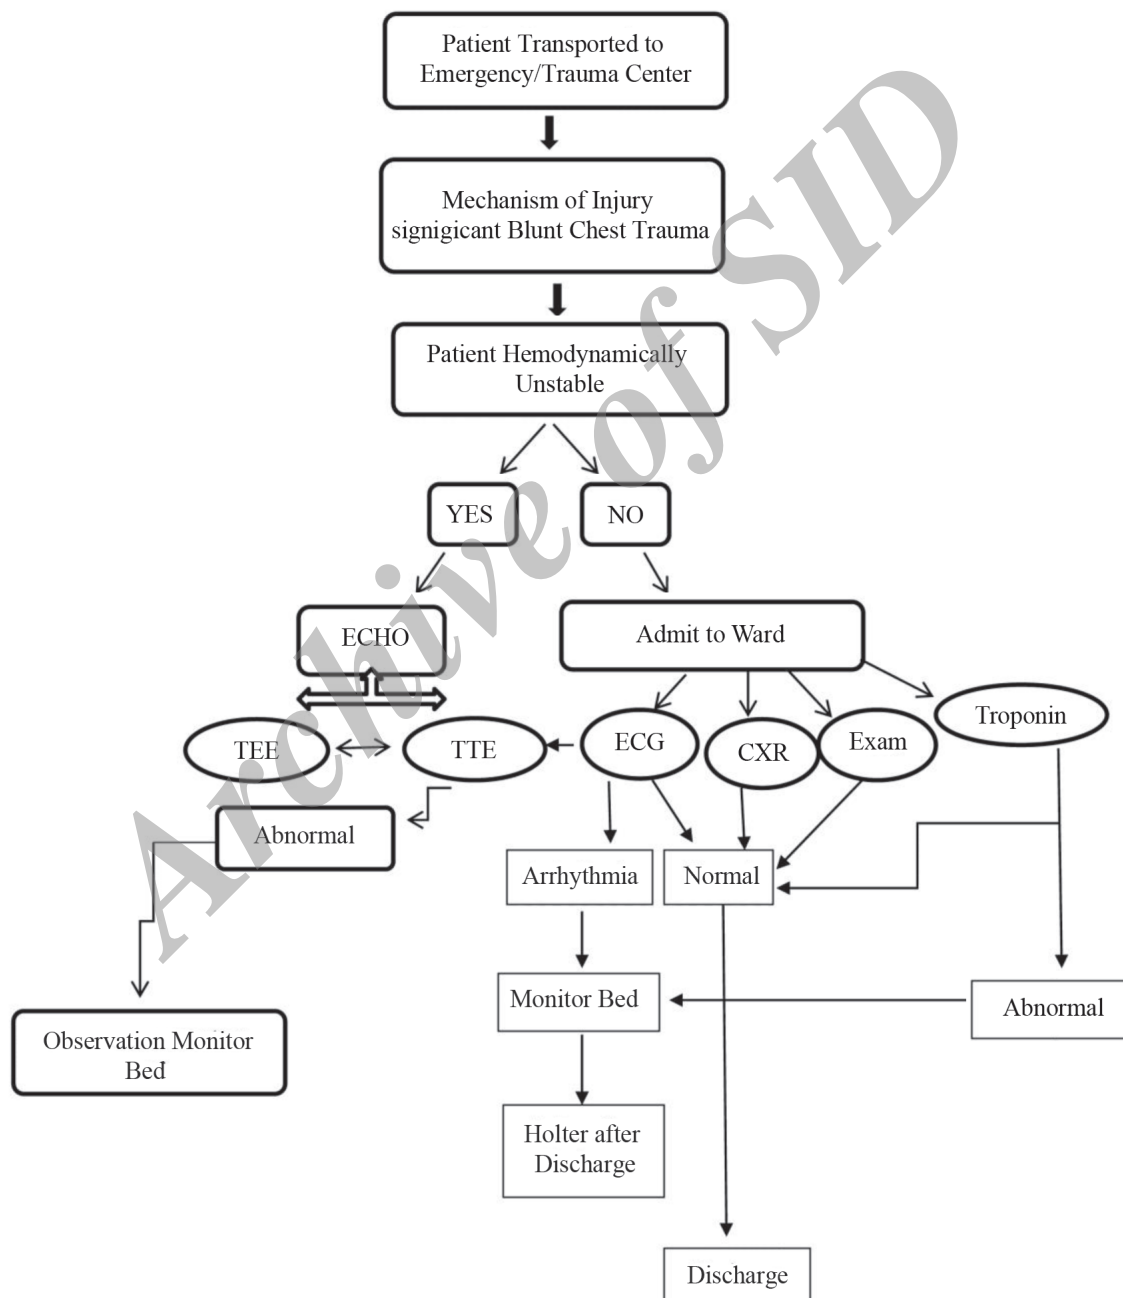 Patient Transported to
Emergency/Trauma Center
Mechanism of Injury
signigicant Blunt Chest Trauma
Patient Hemodynamically
Unstable
YES
NO
ECHO
Admit to Ward
TEE
TTE
ECG
CXR
Exam
Troponin
Abnormal
Arrhythmia
Normal
Observation Monitor
Bed
Monitor Bed
Abnormal
Holter after
Discharge
Discharge
Archive of SID